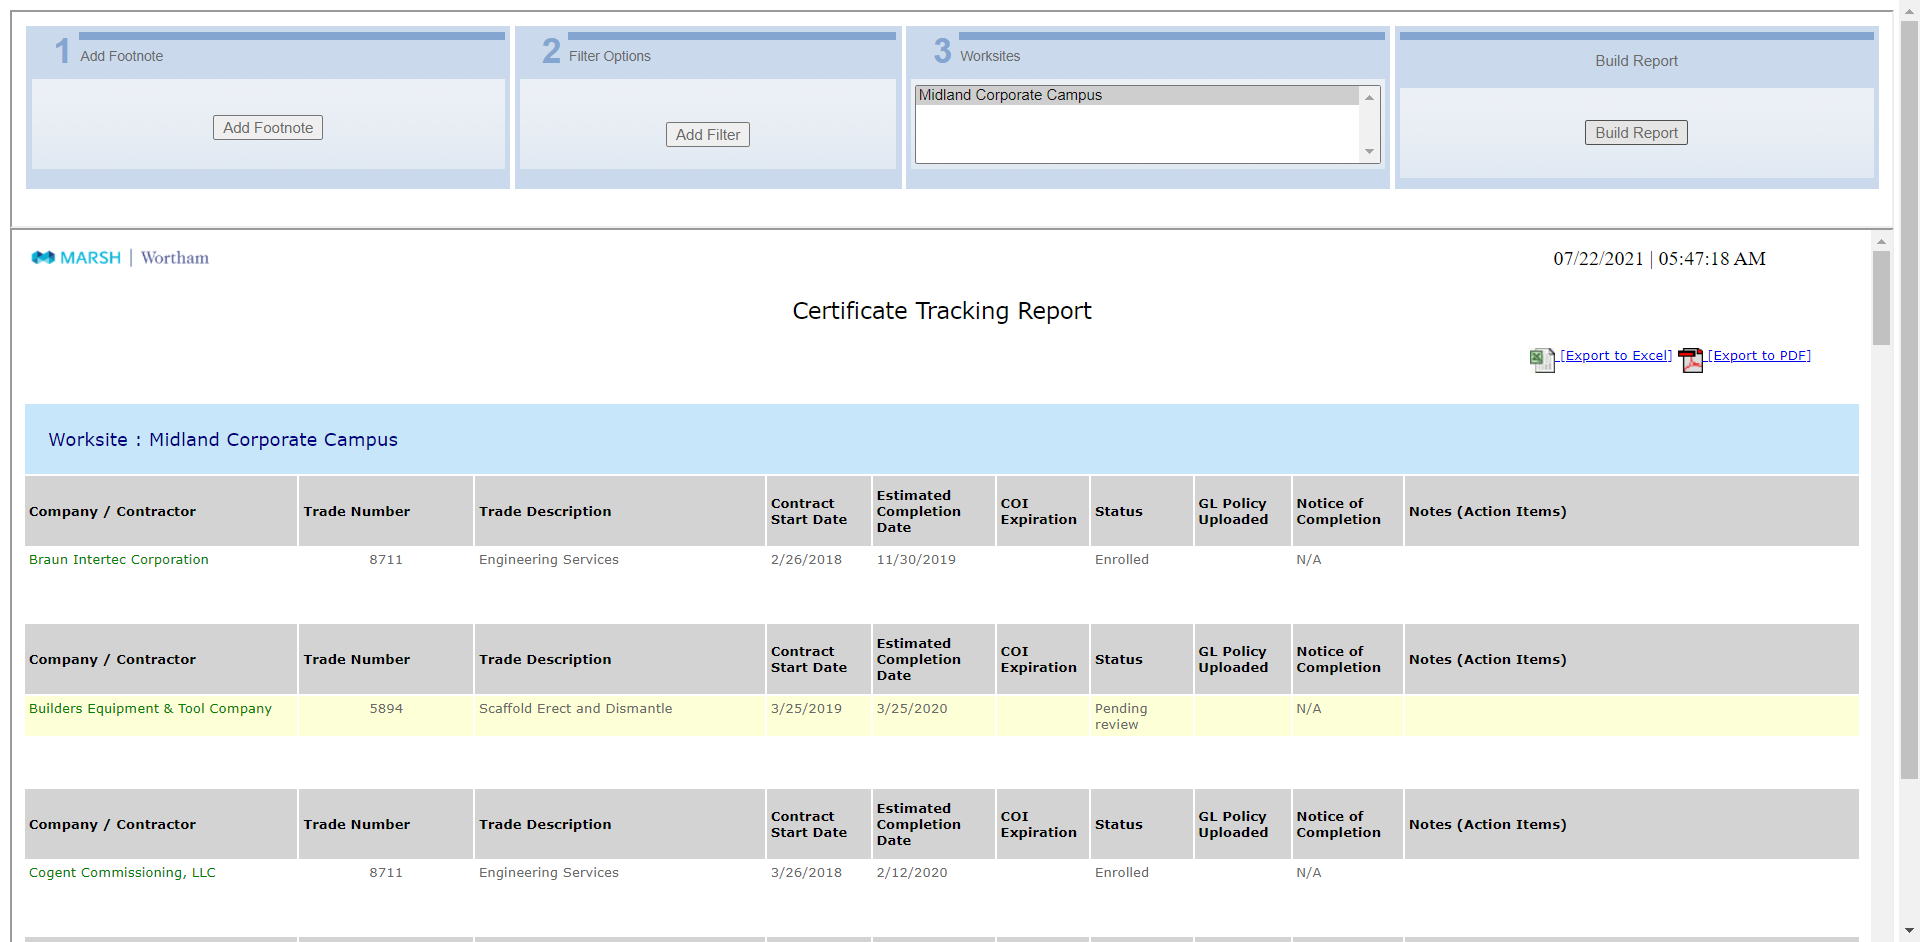 1 Add Footnote
Add Footnote
2 Filter Options
Add Filter
3 Worksites
Midland Corporate Campus
Build Report
Build Report
MARSH | Wortham
07/22/2021 | 05:47:18 AM
Certificate Tracking Report
[Export to Excel] [Export to PDF]
Worksite : Midland Corporate Campus
Company / Contractor Trade Number Trade Description Contract Start Date Estimated Completion Date COI Expiration Status GL Policy Uploaded Notice of Completion Notes (Action Items)
Braun Intertec Corporation 8711 Engineering Services 2/26/2018 11/30/2019 Enrolled N/A
Company / Contractor Trade Number Trade Description Contract Start Date Estimated Completion Date COI Expiration Status GL Policy Uploaded Notice of Completion Notes (Action Items)
Builders Equipment & Tool Company 5894 Scaffold Erect and Dismantle 3/25/2019 3/25/2020 Pending review N/A
Company / Contractor Trade Number Trade Description Contract Start Date Estimated Completion Date COI Expiration Status GL Policy Uploaded Notice of Completion Notes (Action Items)
Cogent Commissioning, LLC 8711 Engineering Services 3/26/2018 2/12/2020 Enrolled N/A